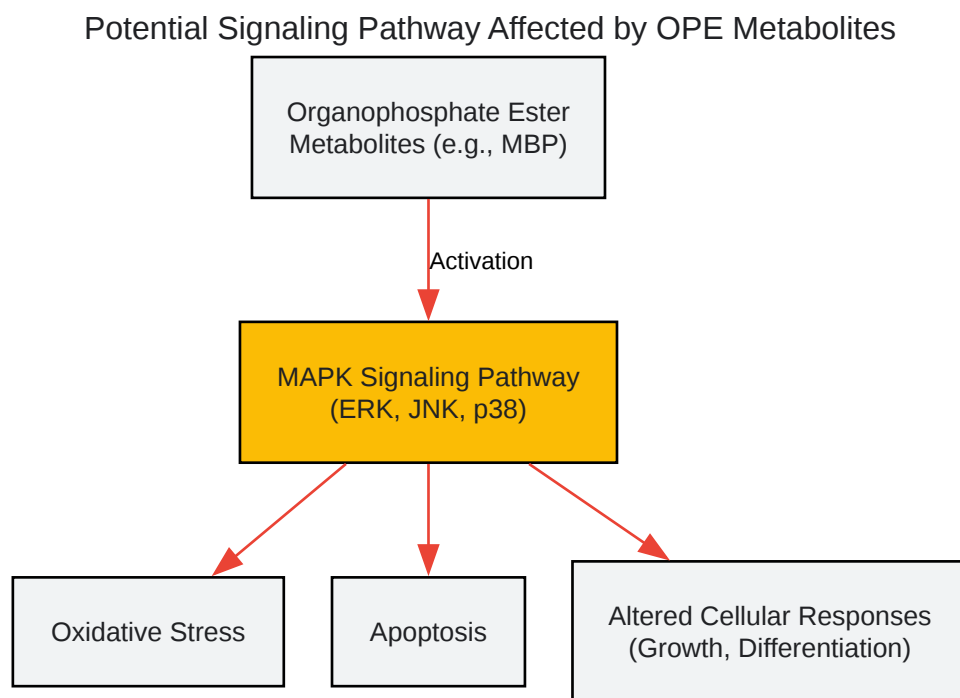 Potential Signaling Pathway Affected by OPE Metabolites
Organophosphate Ester
Metabolites (e.g., MBP)
Activation
MAPK Signaling Pathway
(ERK, JNK, p38)
Oxidative Stress
Apoptosis
Altered Cellular Responses
(Growth, Differentiation)